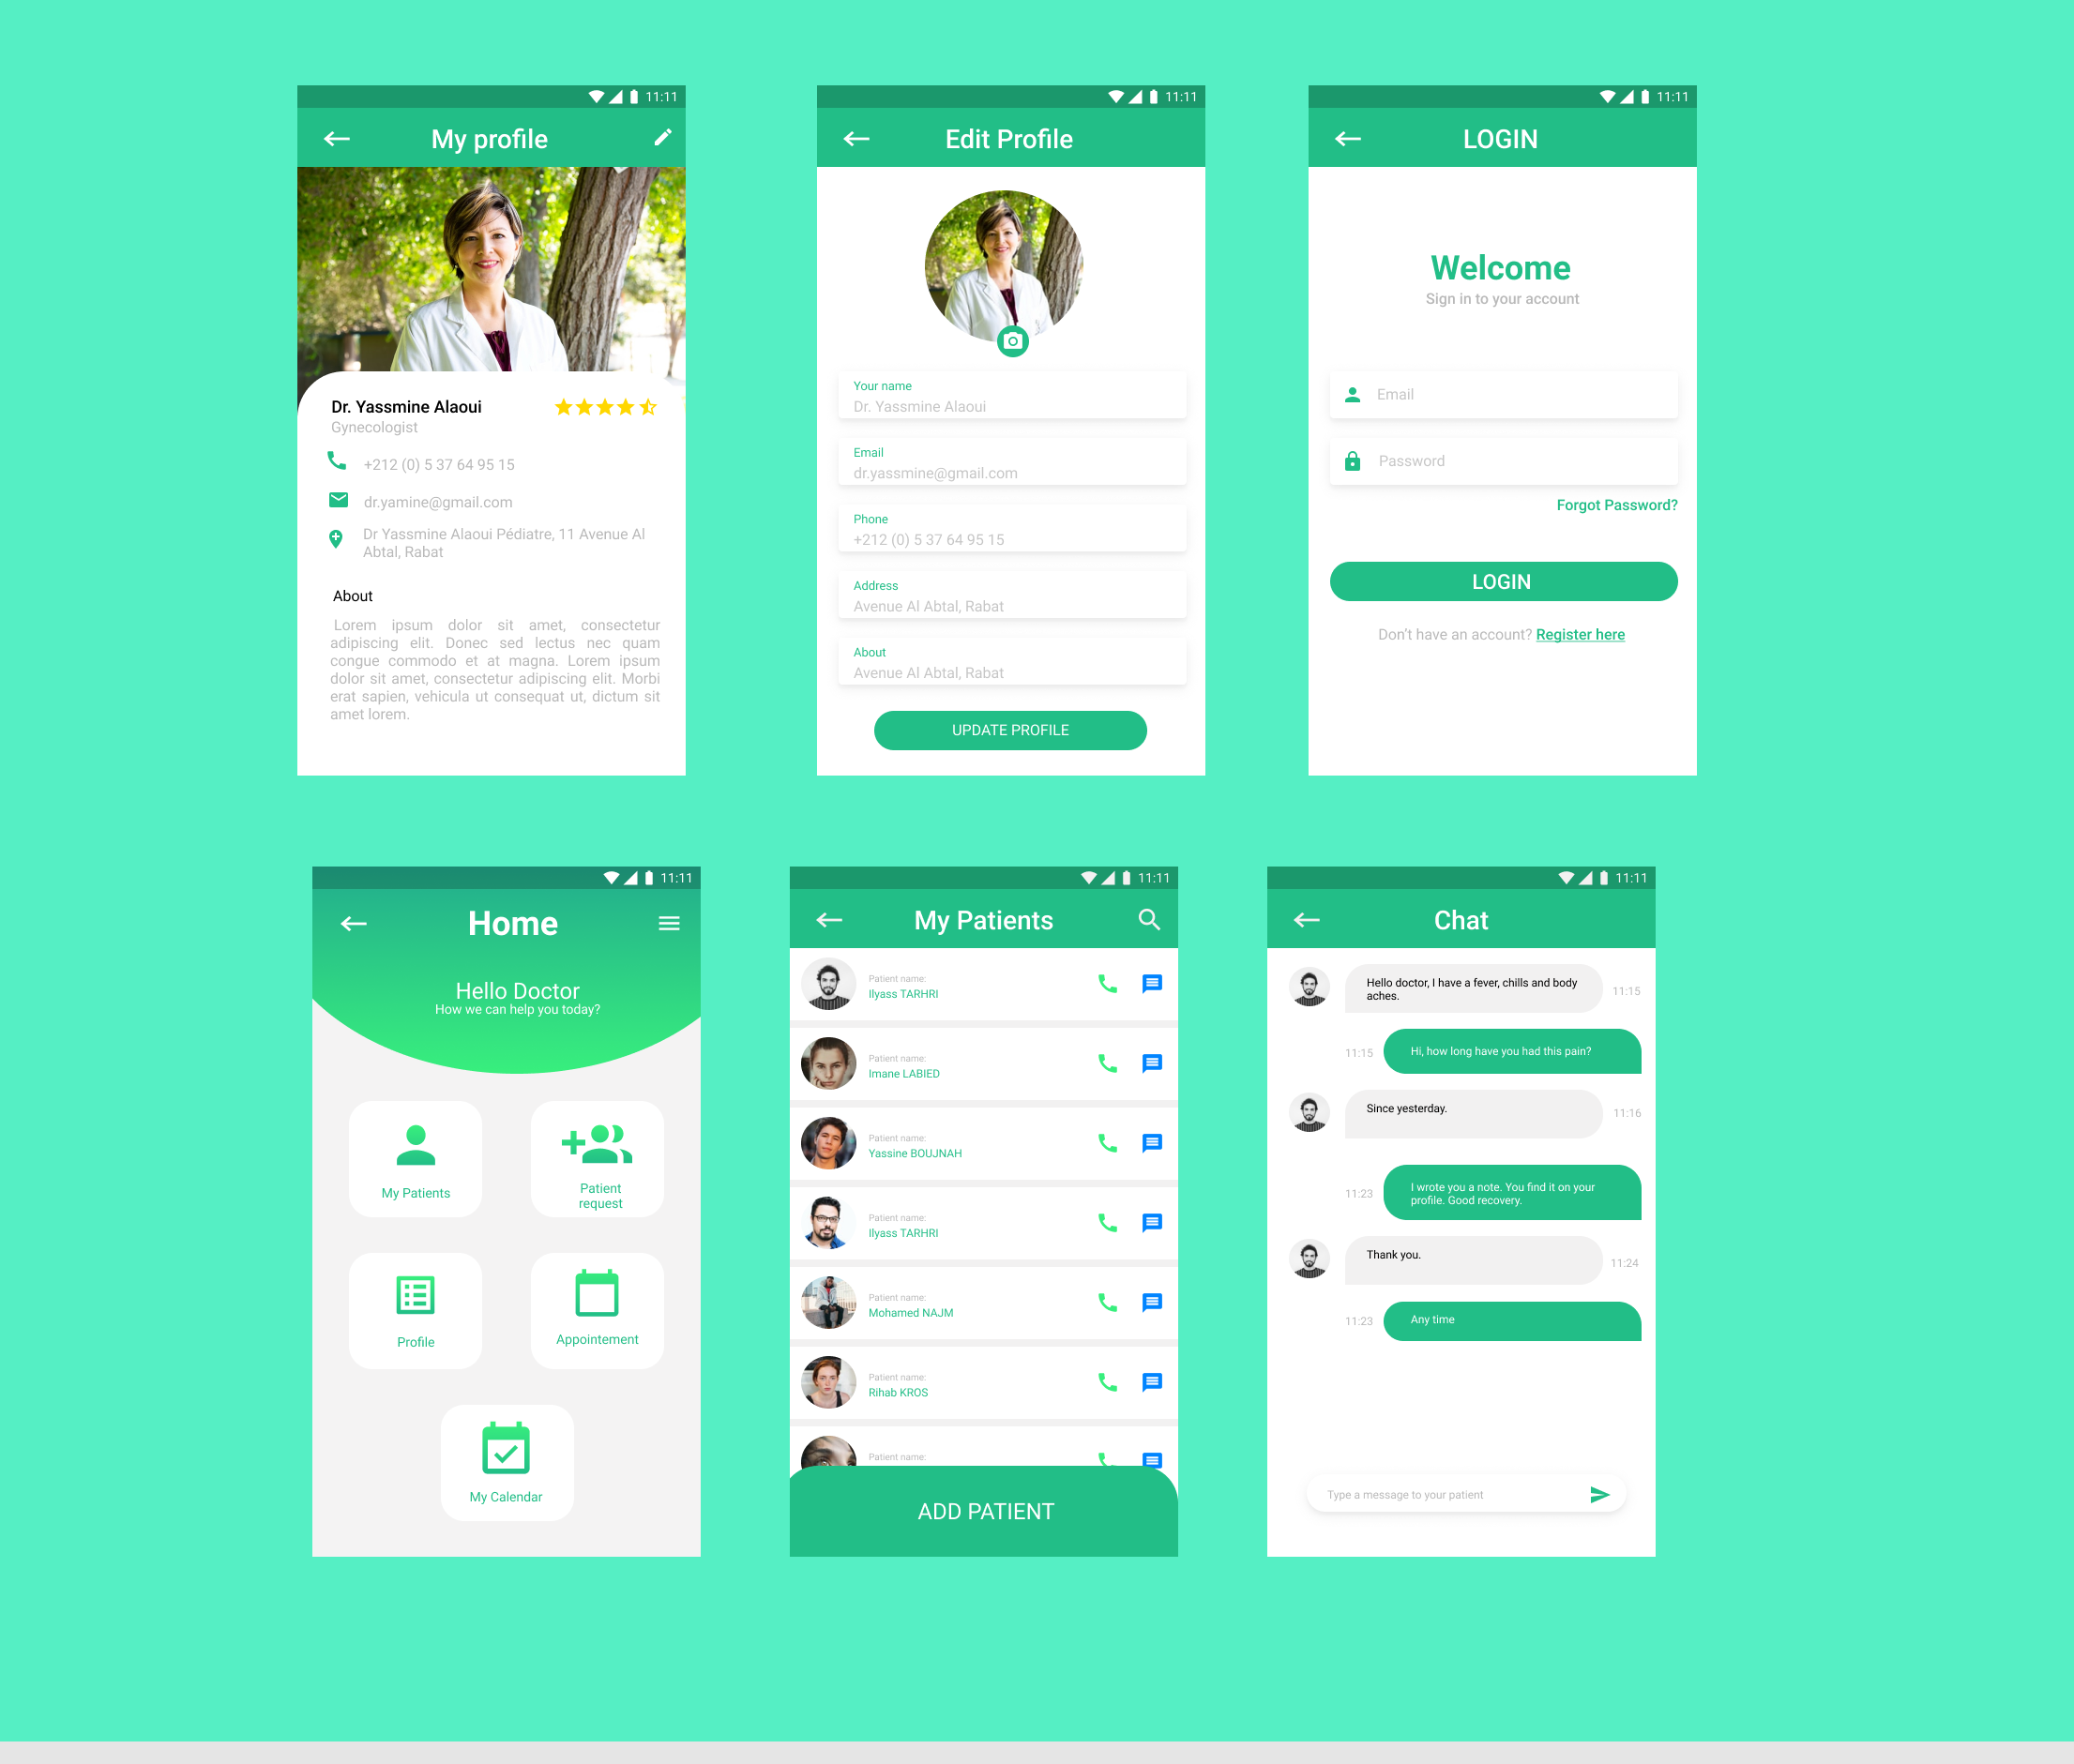 11:11
My profile
Dr. Yassmine Alaoui
Gynecologist
+212 (0) 5 37 64 95 15
dr.yamine@gmail.com
Dr Yassmine Alaoui Pédiatre, 11 Avenue Al
Abtal, Rabat
About
Lorem ipsum dolor sit amet, consectetur
adipiscing elit. Donec sed lectus nec quam
congue commodo et at magna. Lorem ipsum
dolor sit amet, consectetur adipiscing elit. Morbi
erat sapien, vehicula ut consequat ut, dictum sit
amet lorem.
11:11
Edit Profile
Your name
Dr. Yassmine Alaoui
Email
dr.yassmine@gmail.com
Phone
+212 (0) 5 37 64 95 15
Address
Avenue Al Abtal, Rabat
About
Avenue Al Abtal, Rabat
UPDATE PROFILE
11:11
LOGIN
Welcome
Sign in to your account
Email
Password
Forgot Password?
LOGIN
Don't have an account? Register here
11:11
Home
Hello Doctor
How we can help you today?
My Patients
Patient
request
Profile
Appointement
My Calendar
11:11
My Patients
Patient name:
Ilyass TARHRI
Patient name:
Imane LABIED
Patient name:
Yassine BOUJNAH
Patient name:
Ilyass TARHRI
Patient name:
Mohamed NAJM
Patient name:
Rihab KROS
Patient name:
ADD PATIENT
11:11
Chat
Hello doctor, I have a fever, chills and body
aches.
11:15
11:15
Hi, how long have you had this pain?
Since yesterday.
11:16
11:23
I wrote you a note. You find it on your
profile. Good recovery.
Thank you.
11:24
11:23
Any time
Type a message to your patient